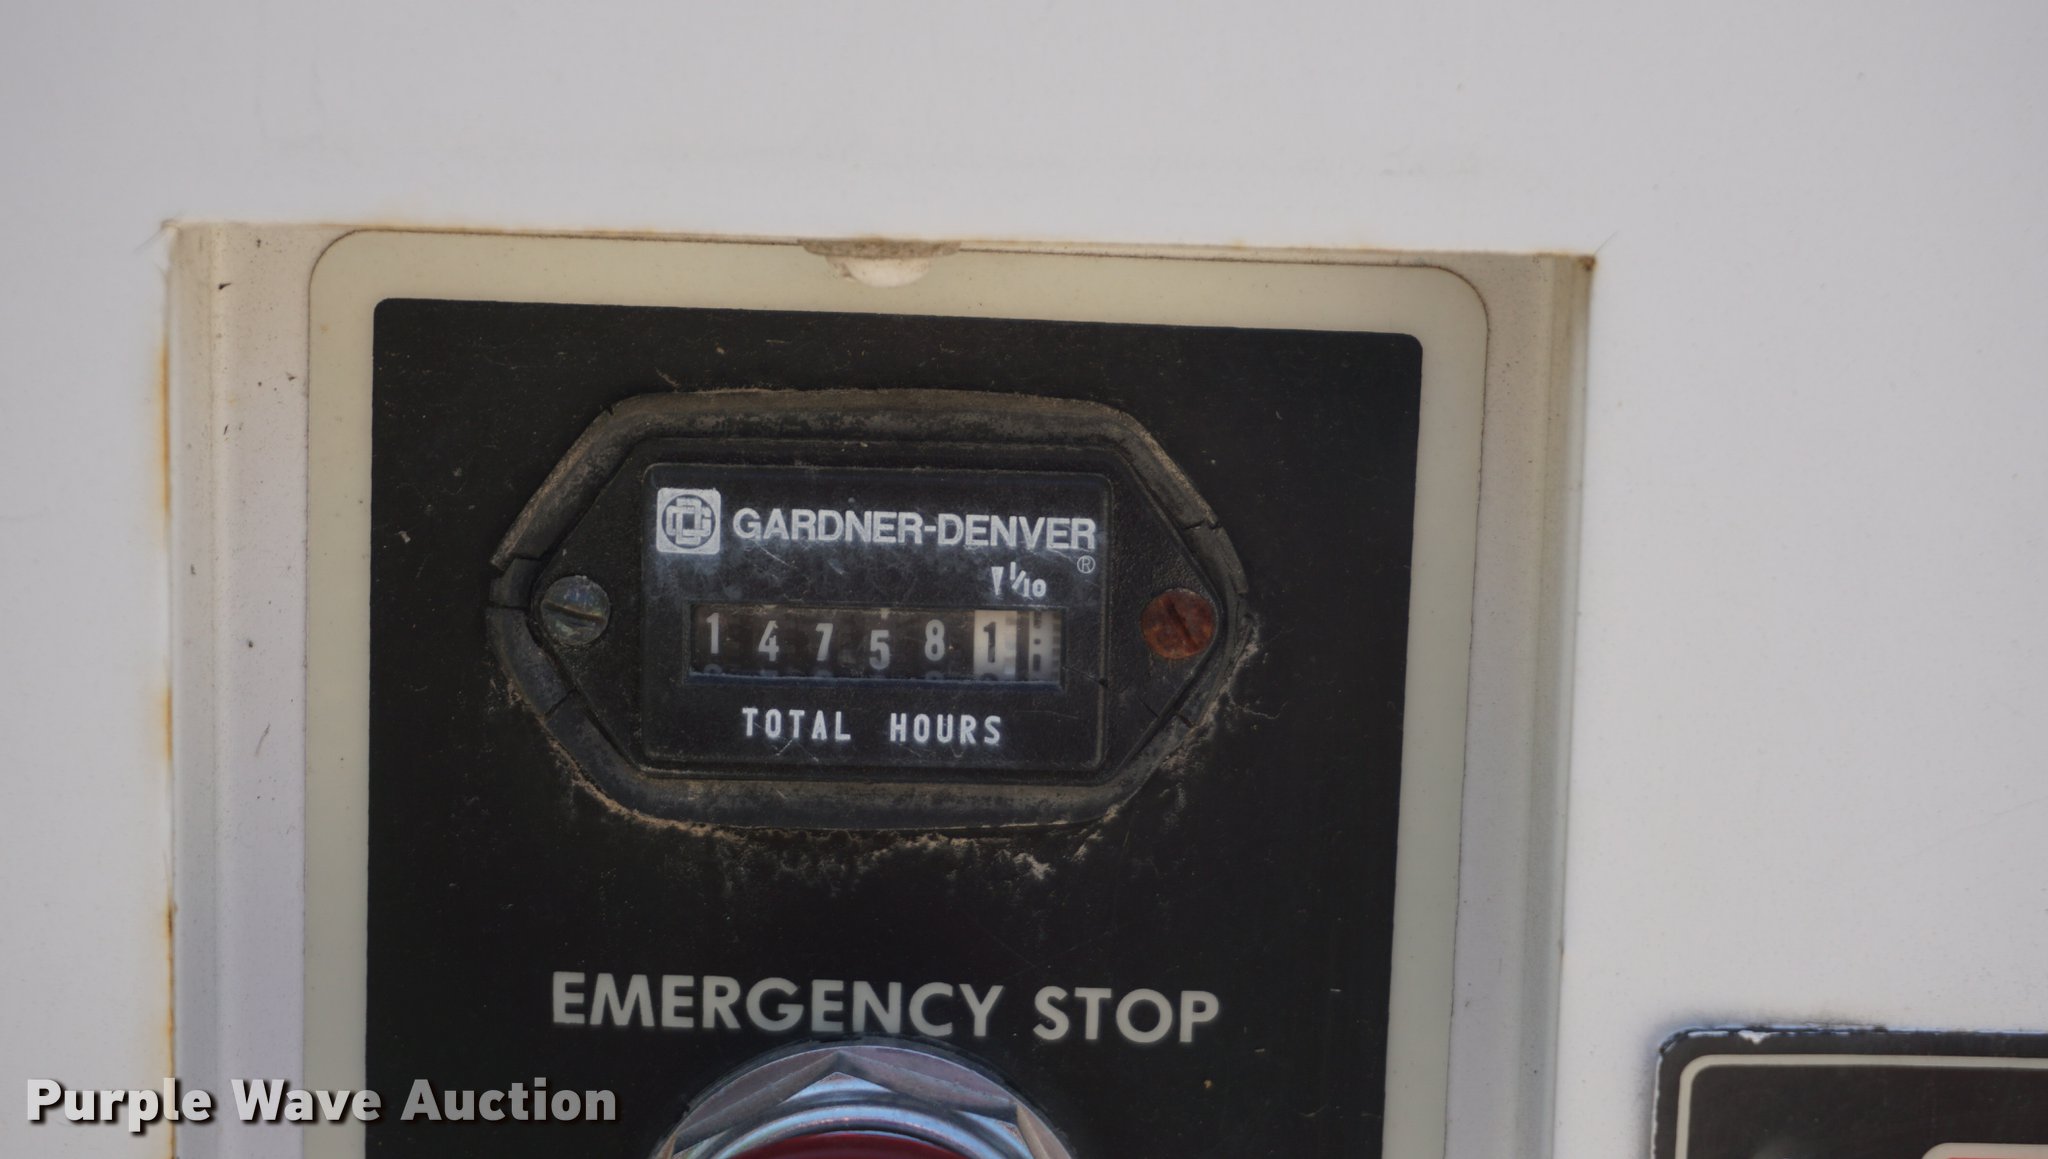 GARDNER-DENVER
®
1/10
1 4 7 5 8 1
TOTAL HOURS
EMERGENCY STOP
Purple Wave Auction